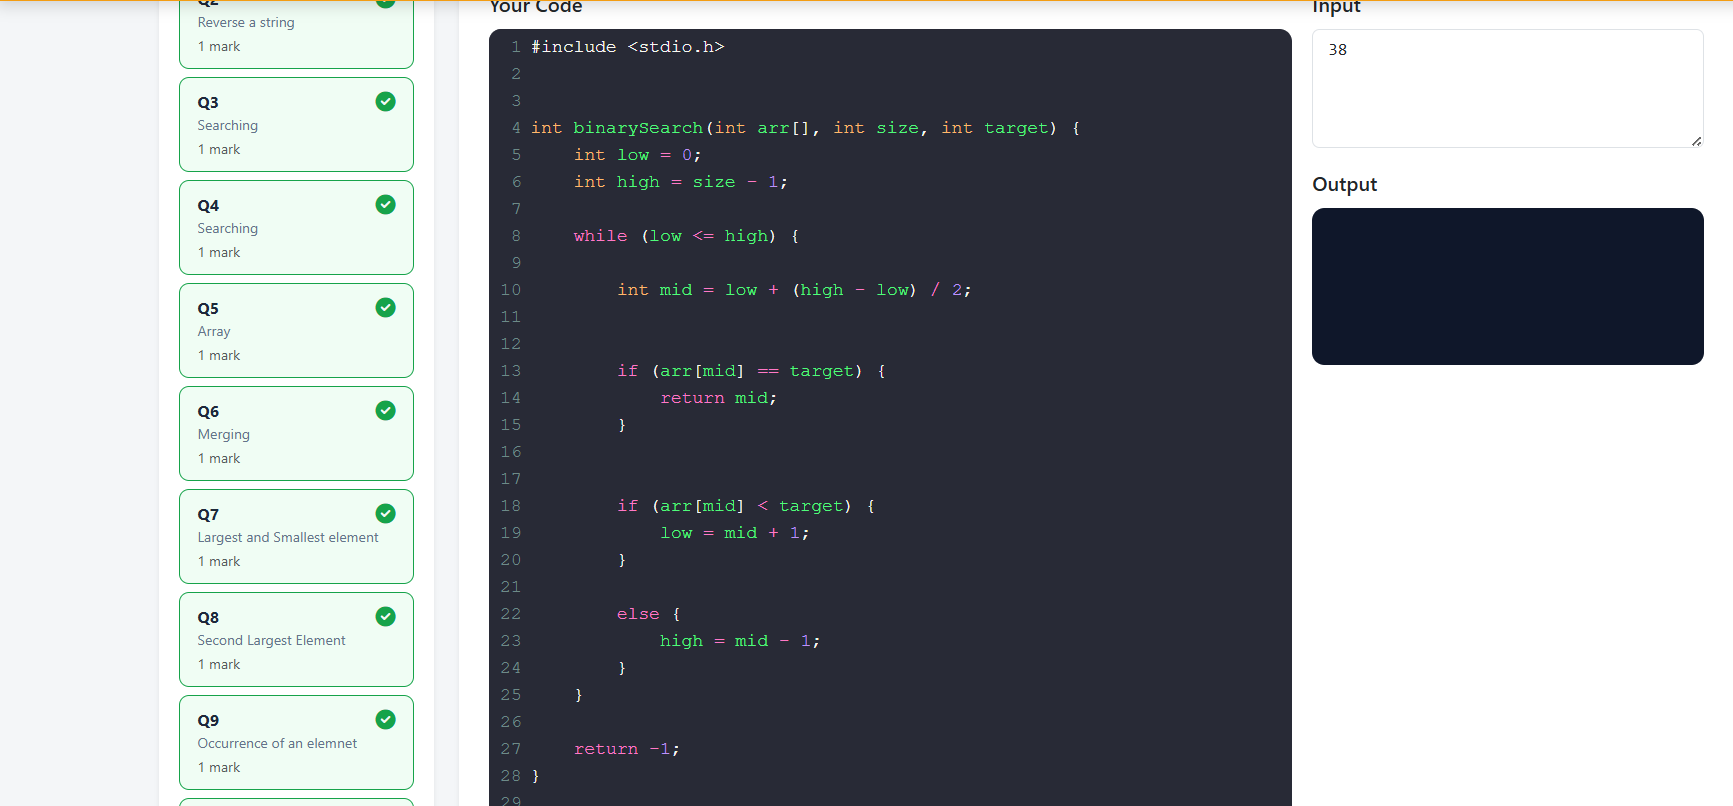 Q2
Reverse a string
1 mark
Q3
Searching
1 mark
Q4
Searching
1 mark
Q5
Array
1 mark
Q6
Merging
1 mark
Q7
Largest and Smallest element
1 mark
Q8
Second Largest Element
1 mark
Q9
Occurrence of an elemnet
1 mark
Your Code
1 #include <stdio.h>
2
3
4 int binarySearch(int arr[], int size, int target) {
5     int low = 0;
6     int high = size - 1;
7
8     while (low <= high) {
9
10         int mid = low + (high - low) / 2;
11
12
13         if (arr[mid] == target) {
14             return mid;
15         }
16
17
18         if (arr[mid] < target) {
19             low = mid + 1;
20         }
21
22         else {
23             high = mid - 1;
24         }
25     }
26
27     return -1;
28 }
29
Input
38
Output